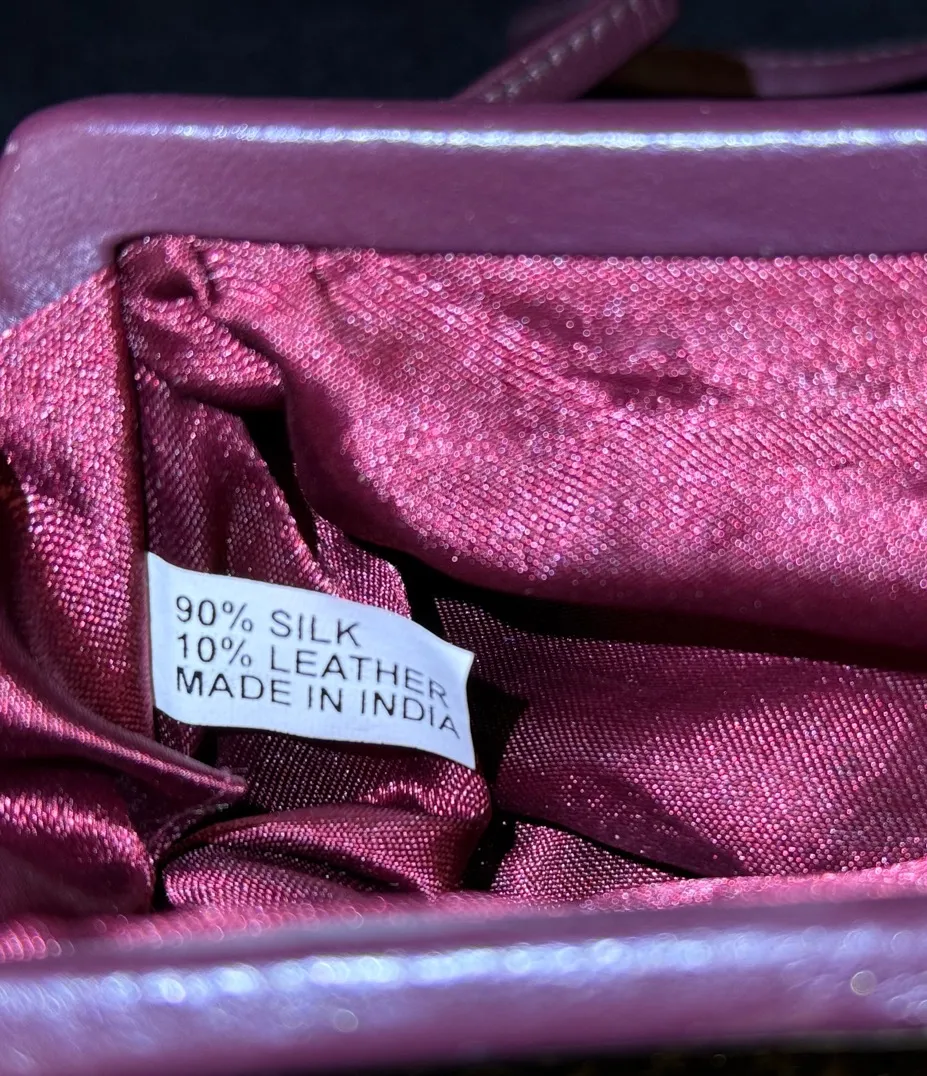 90% SILK
10% LEATHER
MADE IN INDIA